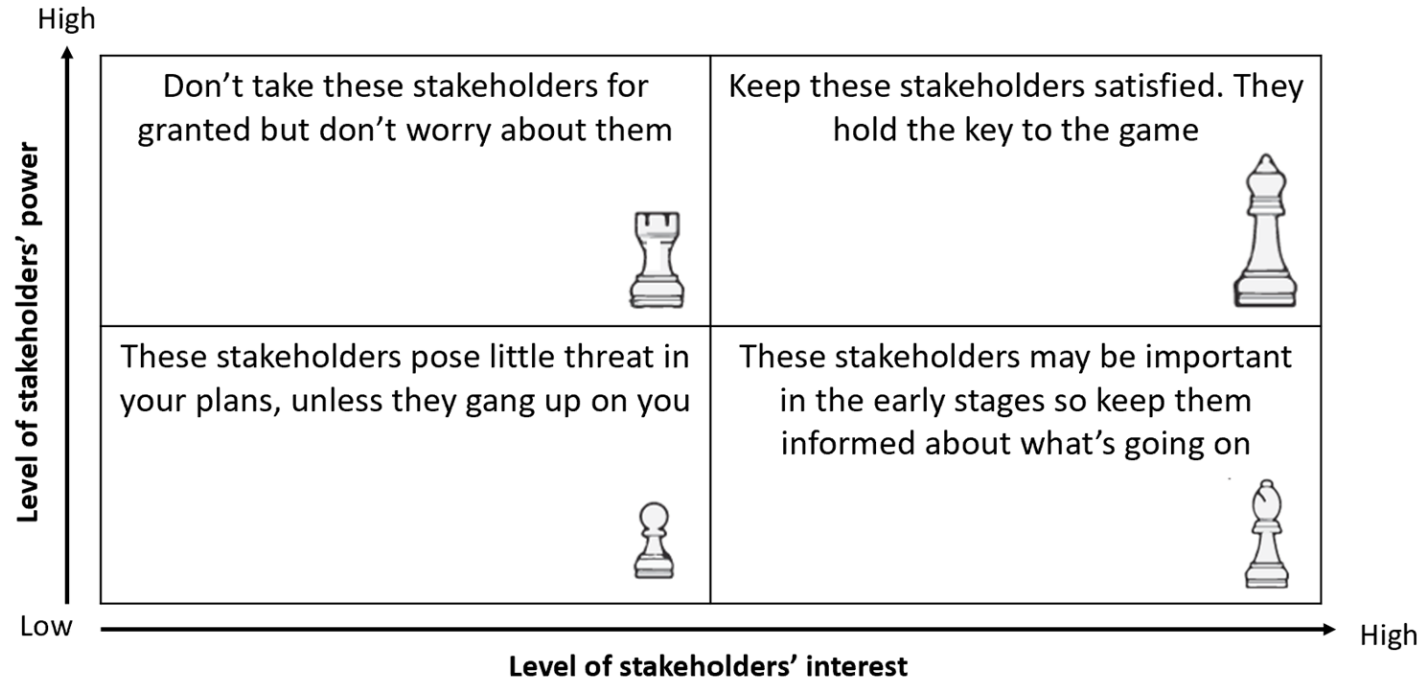 High
Level of stakeholders’ power
Don’t take these stakeholders for
granted but don’t worry about them
Keep these stakeholders satisfied. They
hold the key to the game
These stakeholders pose little threat in
your plans, unless they gang up on you
These stakeholders may be important
in the early stages so keep them
informed about what’s going on
Low
High
Level of stakeholders’ interest